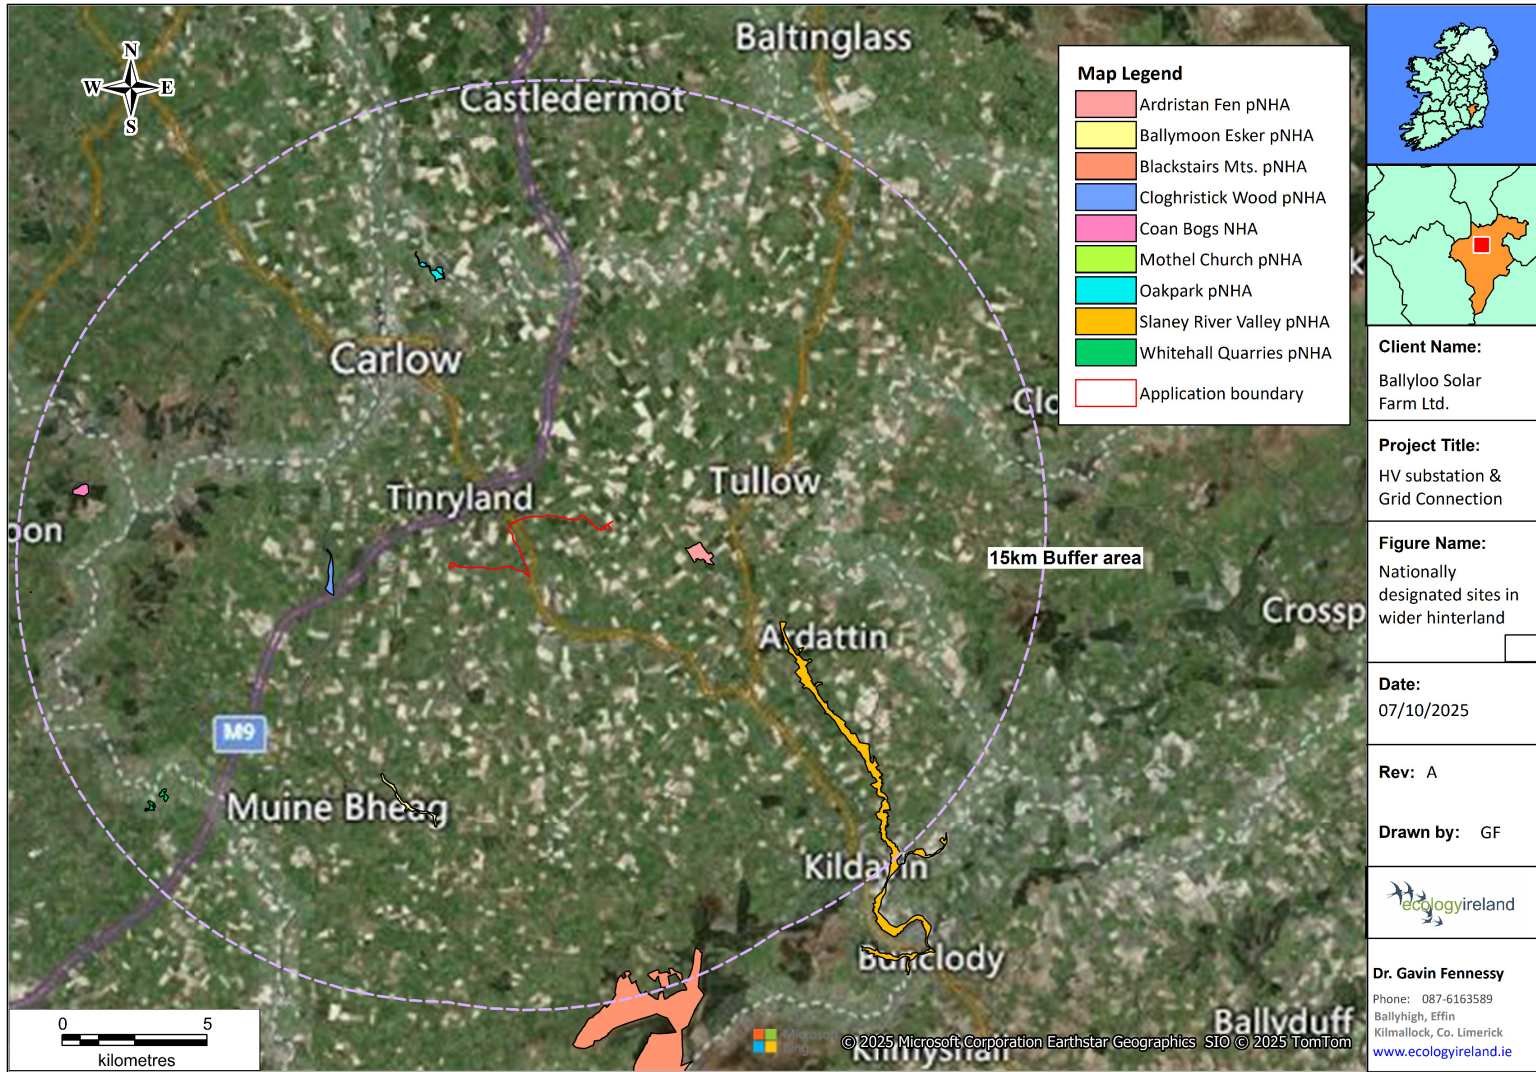 N
W E
S
Baltinglass
Castledermot
Carlow
Clo
k
Tinryland
Tullow
oon
15km Buffer area
Ardattin
Crossp
M9
Muine Bheag
Kildavin
Bunclody
Ballyduff
Kilmyshall
0 5
kilometres
Microsoft
Bing
© 2025 Microsoft Corporation Earthstar Geographics SIO © 2025 TomTom
Map Legend
Ardristan Fen pNHA
Ballymoon Esker pNHA
Blackstairs Mts. pNHA
Cloghristick Wood pNHA
Coan Bogs NHA
Mothel Church pNHA
Oakpark pNHA
Slaney River Valley pNHA
Whitehall Quarries pNHA
Application boundary
Client Name:
Ballyloo Solar
Farm Ltd.
Project Title:
HV substation &
Grid Connection
Figure Name:
Nationally
designated sites in
wider hinterland
Date:
07/10/2025
Rev: A
Drawn by: GF
ecologyireland
Dr. Gavin Fennessy
Phone: 087-6163589
Ballyhigh, Effin
Kilmallock, Co. Limerick
www.ecologyireland.ie